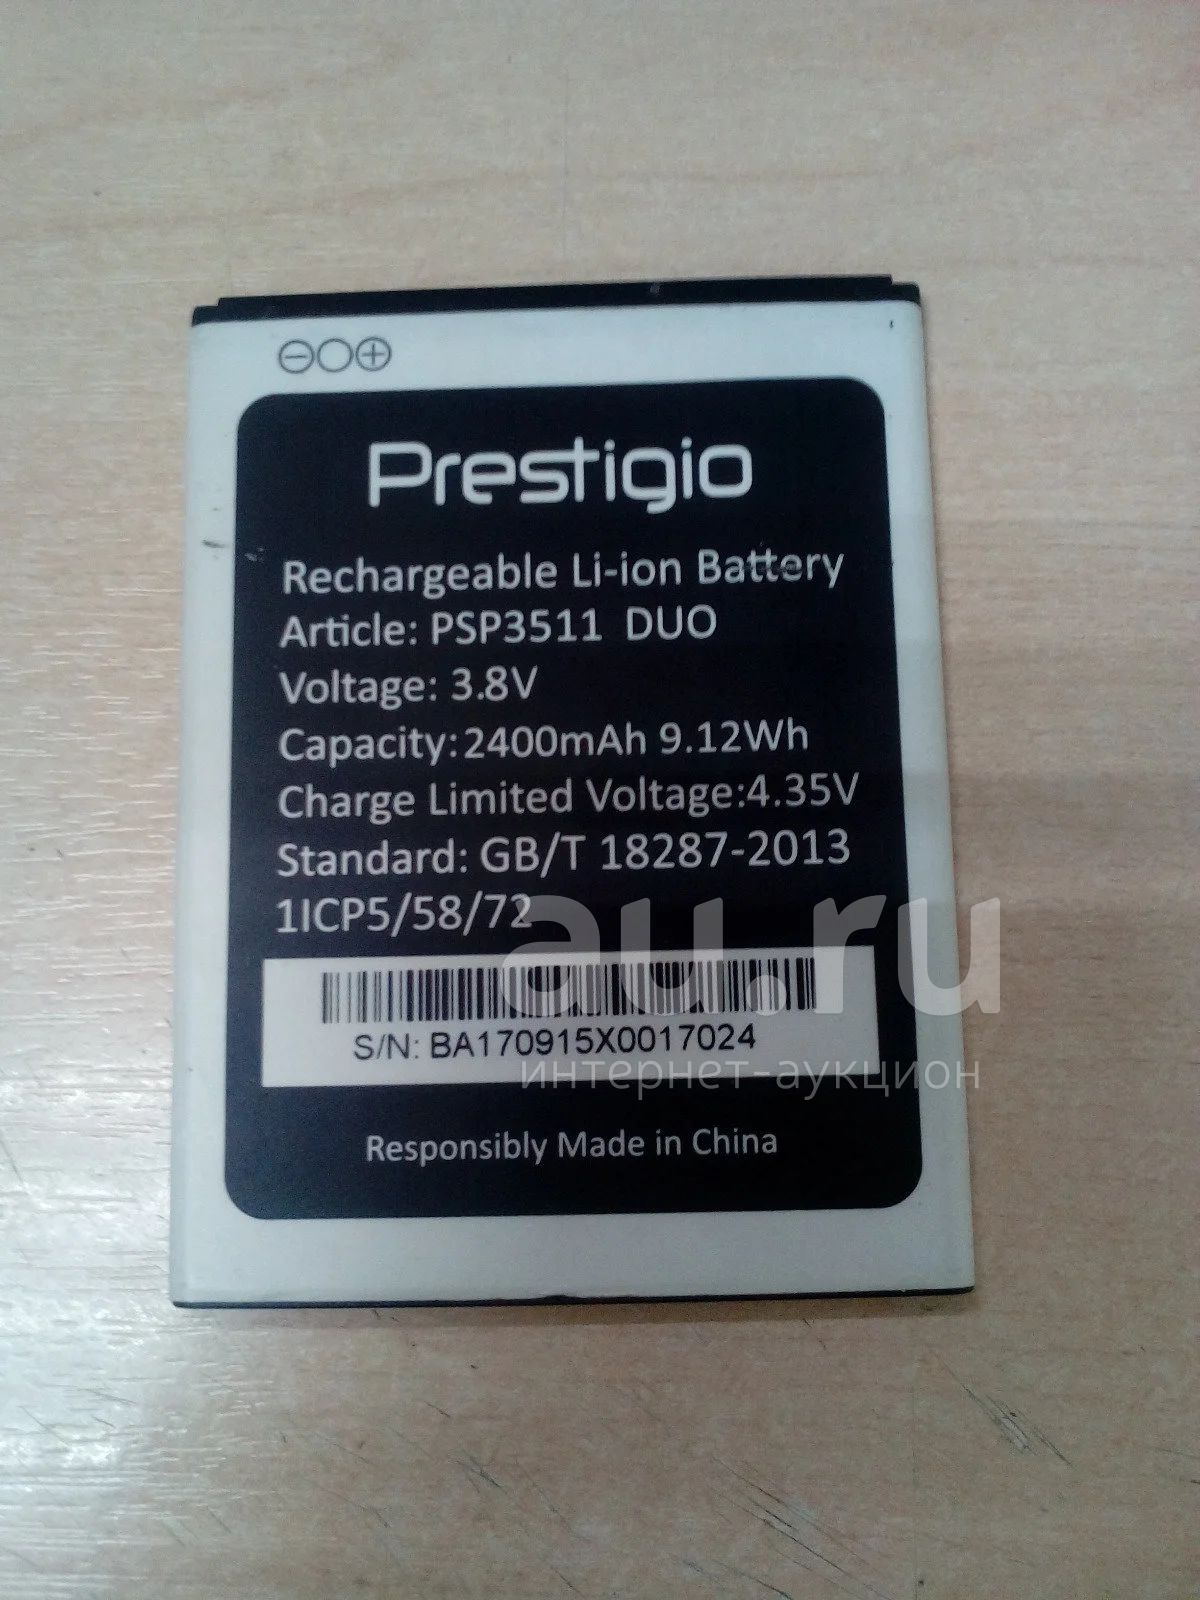 Prestigio
Rechargeable Li-ion Battery
Article: PSP3511 DUO
Voltage: 3.8V
Capacity:2400mAh 9.12Wh
Charge Limited Voltage:4.35V
Standard: GB/T 18287-2013
1ICP5/58/72
au.ru
S/N: BA170915X0017024
интернет-аукцион
Responsibly Made in China